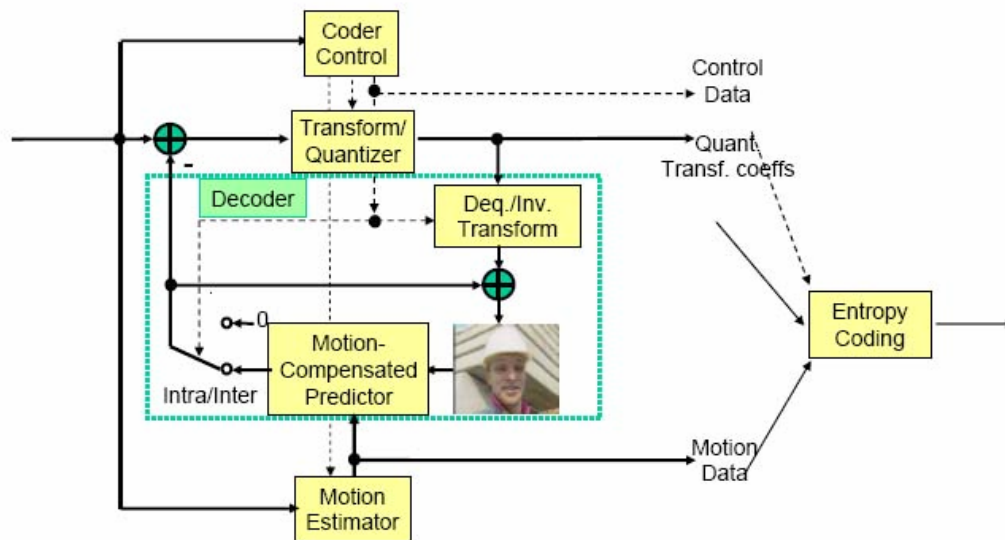 Coder
Control
Control
Data
Transform/
Quantizer
Quant
Transf. coeffs
-
Decoder
Deq./Inv.
Transform
0
Entropy
Coding
Motion-
Compensated
Predictor
Intra/Inter
Motion
Data
Motion
Estimator